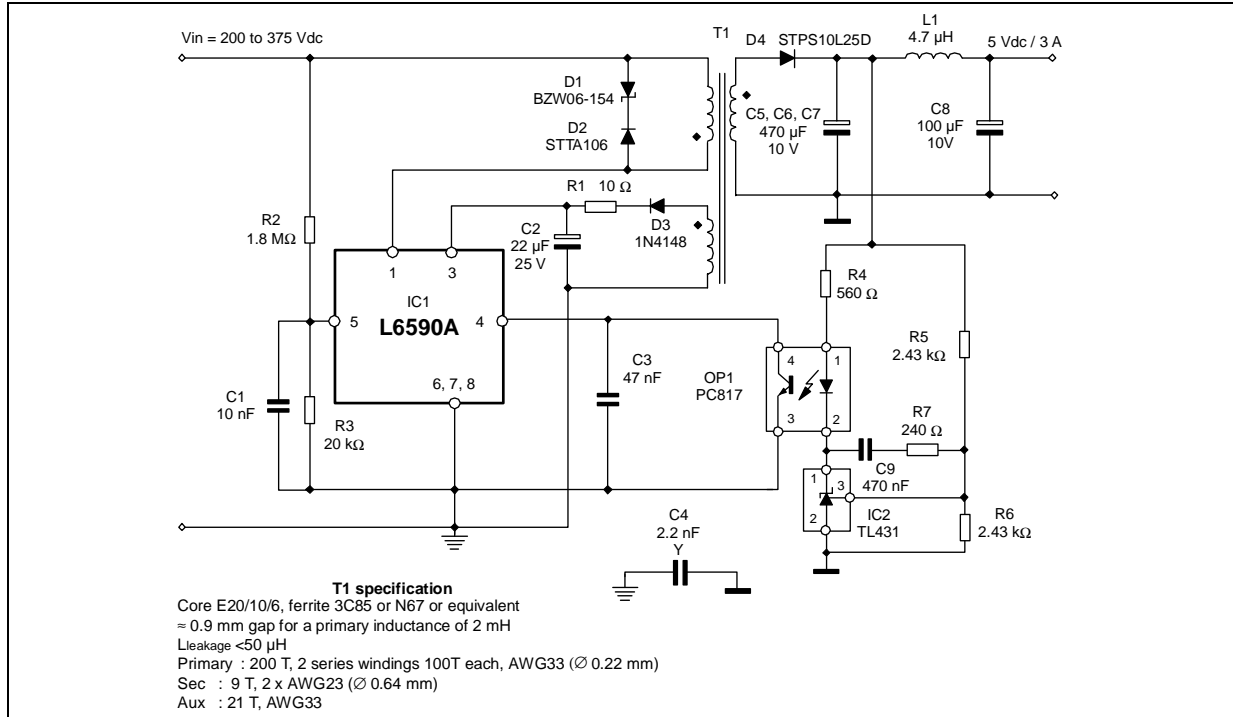 Vin = 200 to 375 Vdc
T1
D4 STPS10L25D
L1
4.7 µH
5 Vdc / 3 A
D1
BZW06-154
D2
STTA106
C5, C6, C7
470 µF
10 V
C8
100 µF
10V
R1 10 Ω
D3
1N4148
C2
22 µF
25 V
R2
1.8 MΩ
1
3
IC1
L6590A
5
4
6, 7, 8
R4
560 Ω
R5
2.43 kΩ
C3
47 nF
OP1
PC817
4
1
3
2
C1
10 nF
R3
20 kΩ
R7
240 Ω
C9
470 nF
1
3
2
IC2
TL431
R6
2.43 kΩ
C4
2.2 nF
Y
T1 specification
Core E20/10/6, ferrite 3C85 or N67 or equivalent
≈ 0.9 mm gap for a primary inductance of 2 mH
Lleakage <50 µH
Primary : 200 T, 2 series windings 100T each, AWG33 (∅ 0.22 mm)
Sec : 9 T, 2 x AWG23 (∅ 0.64 mm)
Aux : 21 T, AWG33